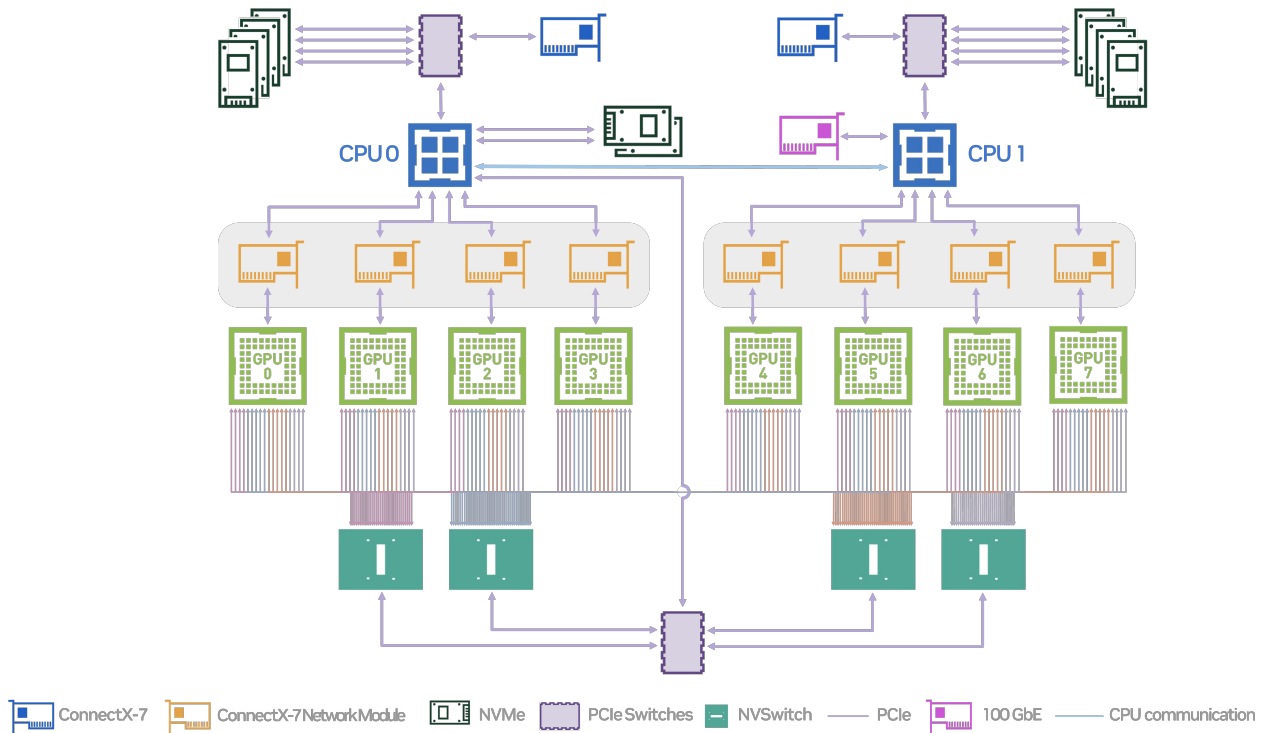 CPU 0
CPU 1
GPU
0
GPU
1
GPU
2
GPU
3
GPU
4
GPU
5
GPU
6
GPU
7
ConnectX-7
ConnectX-7 Network Module
NVMe
PCIe Switches
NVSwitch
PCIe
100 GbE
CPU communication